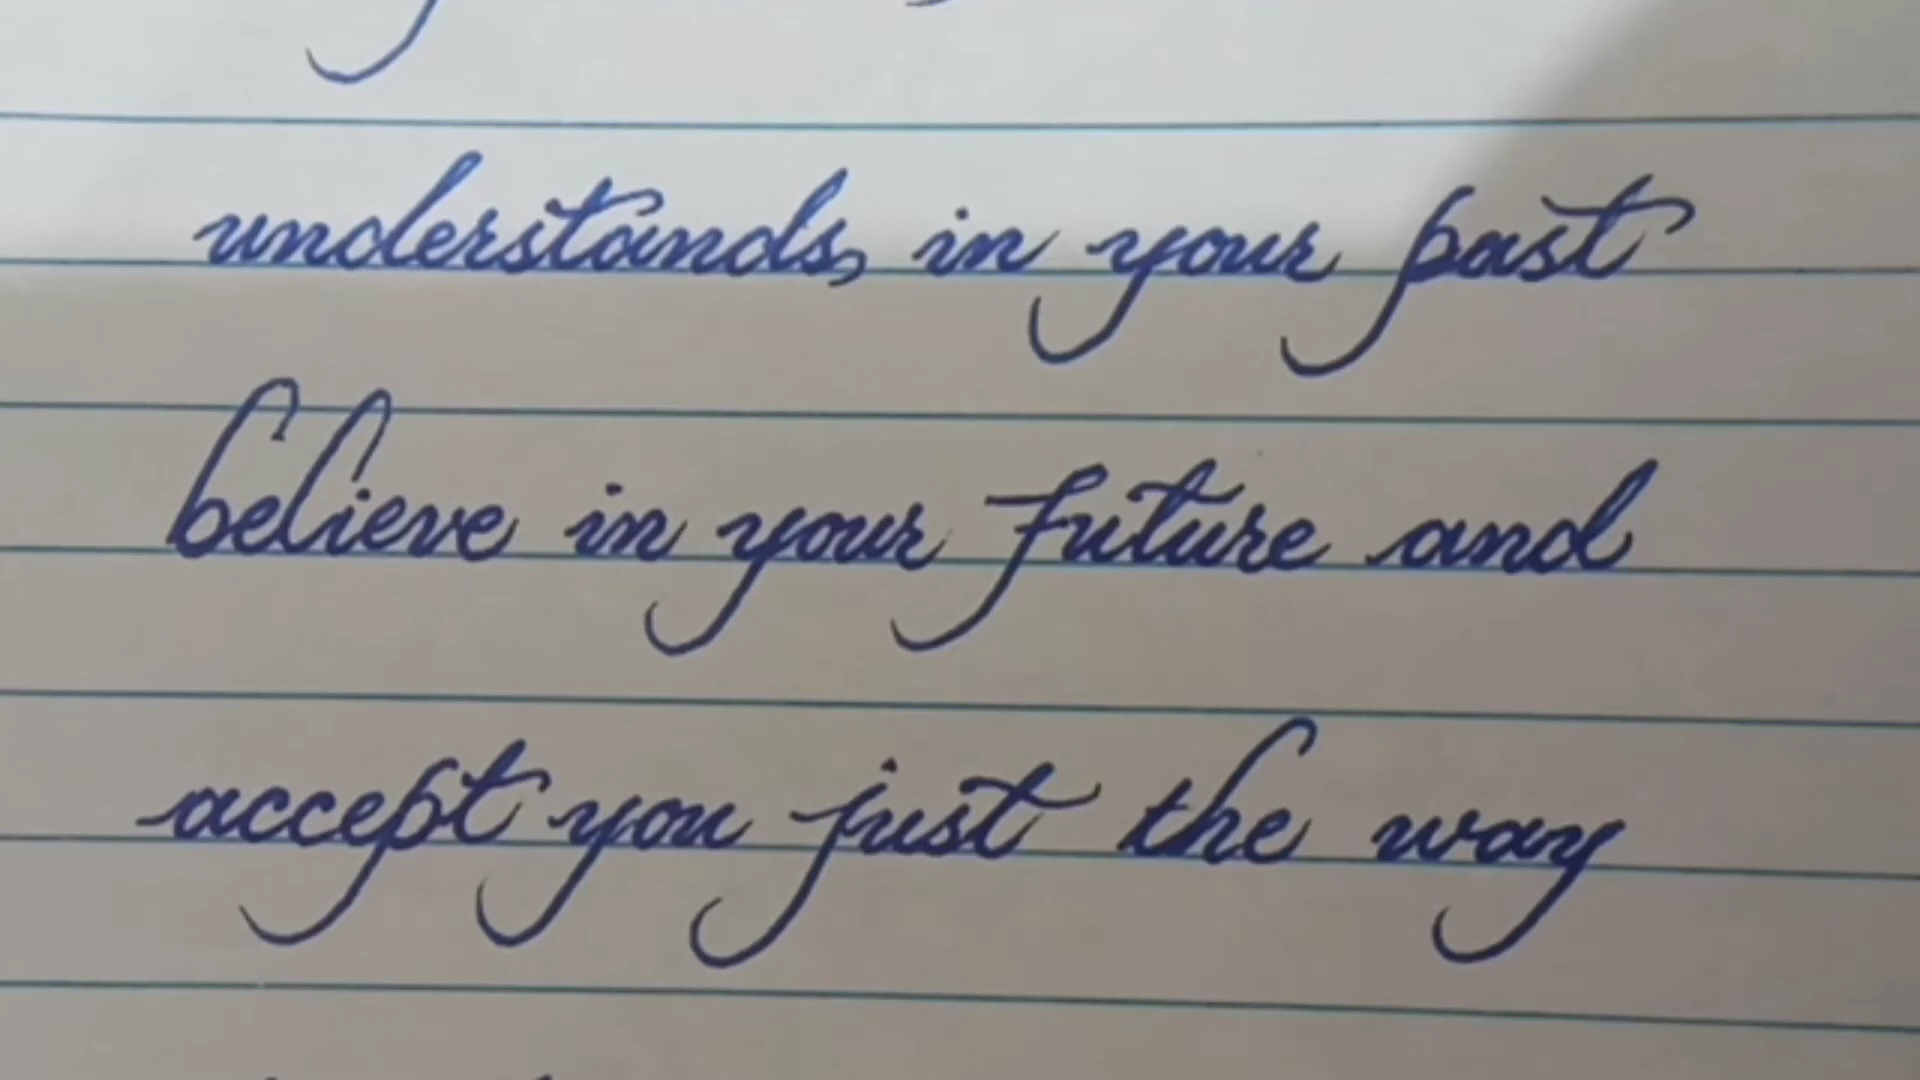 understands, in your past
believe in your future and
accept you just the way